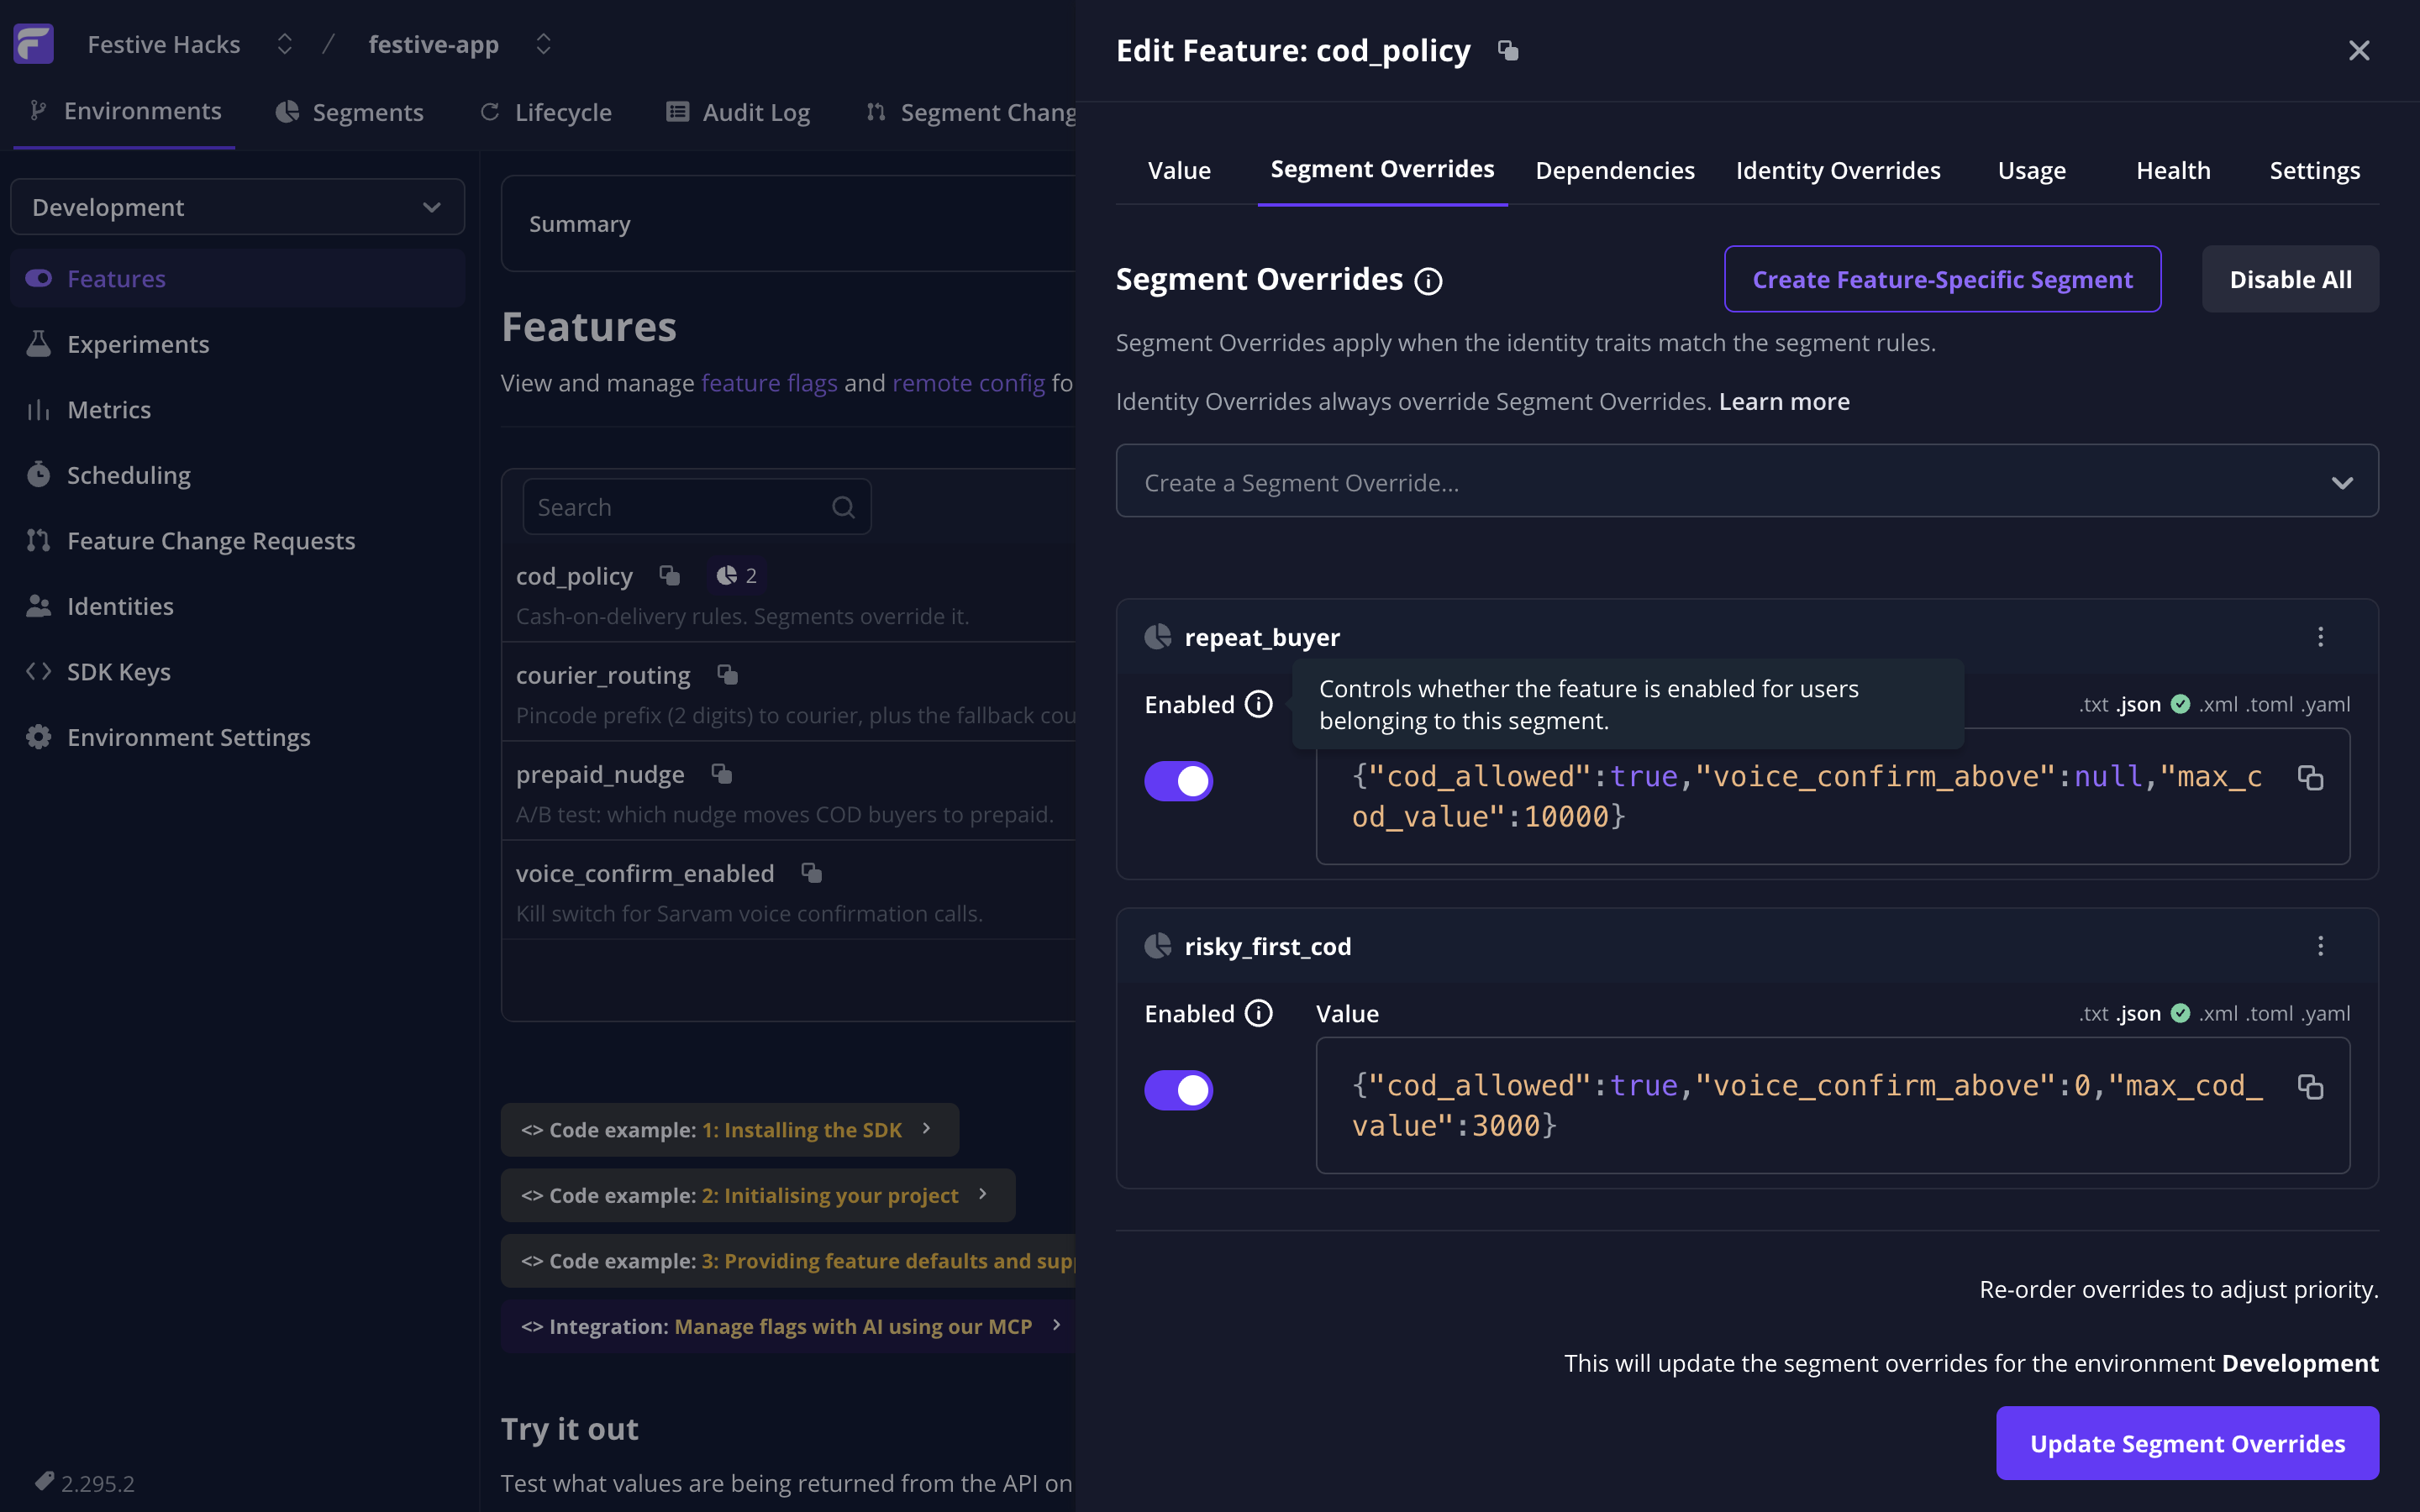 Festive Hacks / festive-app
Environments Segments Lifecycle Audit Log Segment Chang
Development
Features
Experiments
Metrics
Scheduling
Feature Change Requests
Identities
SDK Keys
Environment Settings
2.295.2
Summary
Features
View and manage feature flags and remote config fo
Search
cod_policy 2
Cash-on-delivery rules. Segments override it.
courier_routing
Pincode prefix (2 digits) to courier, plus the fallback cou
prepaid_nudge
A/B test: which nudge moves COD buyers to prepaid.
voice_confirm_enabled
Kill switch for Sarvam voice confirmation calls.
<> Code example: 1: Installing the SDK
<> Code example: 2: Initialising your project
<> Code example: 3: Providing feature defaults and sup
<> Integration: Manage flags with AI using our MCP
Try it out
Test what values are being returned from the API on
Edit Feature: cod_policy
Value Segment Overrides Dependencies Identity Overrides Usage Health Settings
Segment Overrides
Create Feature-Specific Segment
Disable All
Segment Overrides apply when the identity traits match the segment rules.
Identity Overrides always override Segment Overrides. Learn more
Create a Segment Override...
repeat_buyer
Enabled
Controls whether the feature is enabled for users
belonging to this segment.
.txt .json .xml .toml .yaml
{"cod_allowed":true,"voice_confirm_above":null,"max_c
od_value":10000}
risky_first_cod
Enabled Value .txt .json .xml .toml .yaml
{"cod_allowed":true,"voice_confirm_above":0,"max_cod_
value":3000}
Re-order overrides to adjust priority.
This will update the segment overrides for the environment Development
Update Segment Overrides